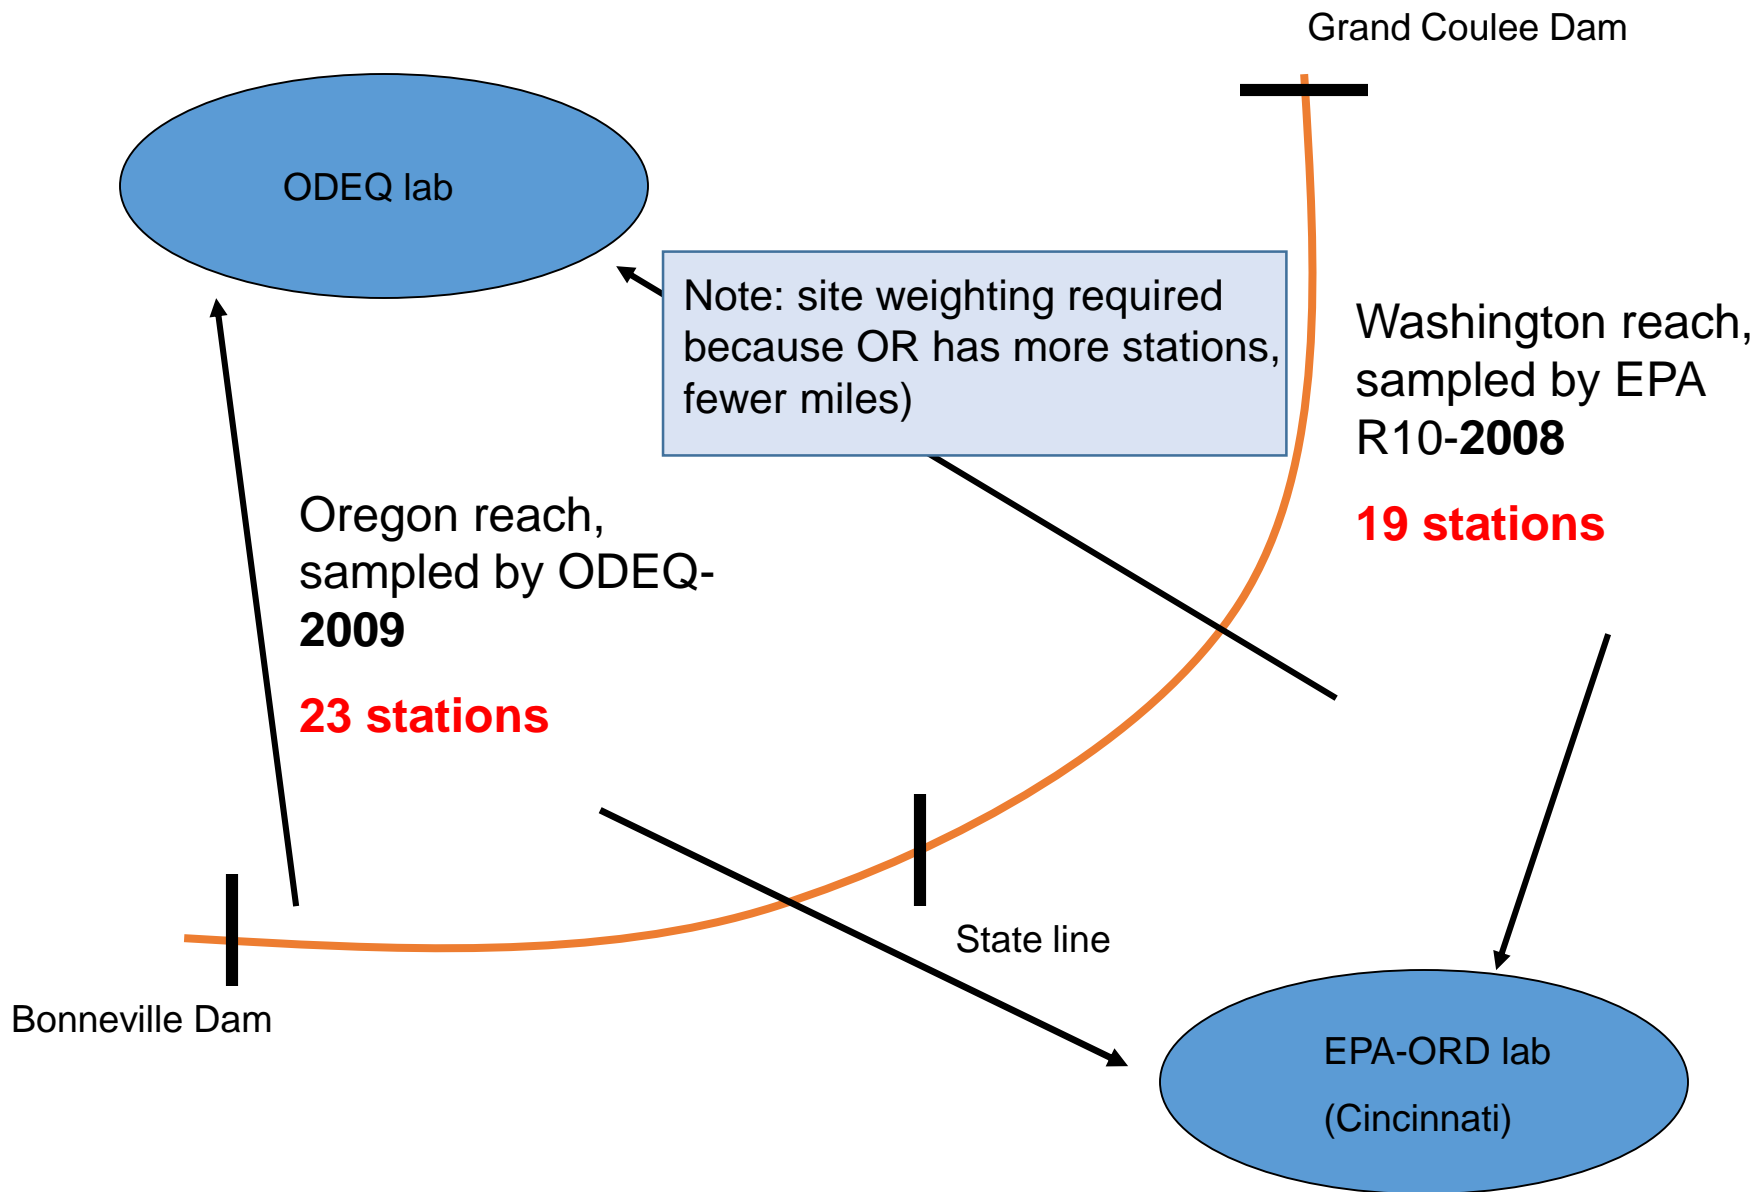 Grand Coulee Dam
ODEQ lab
Note: site weighting required
because OR has more stations,
fewer miles)
Washington reach,
sampled by EPA
R10-2008
19 stations
Oregon reach,
sampled by ODEQ-
2009
23 stations
State line
Bonneville Dam
EPA-ORD lab
(Cincinnati)